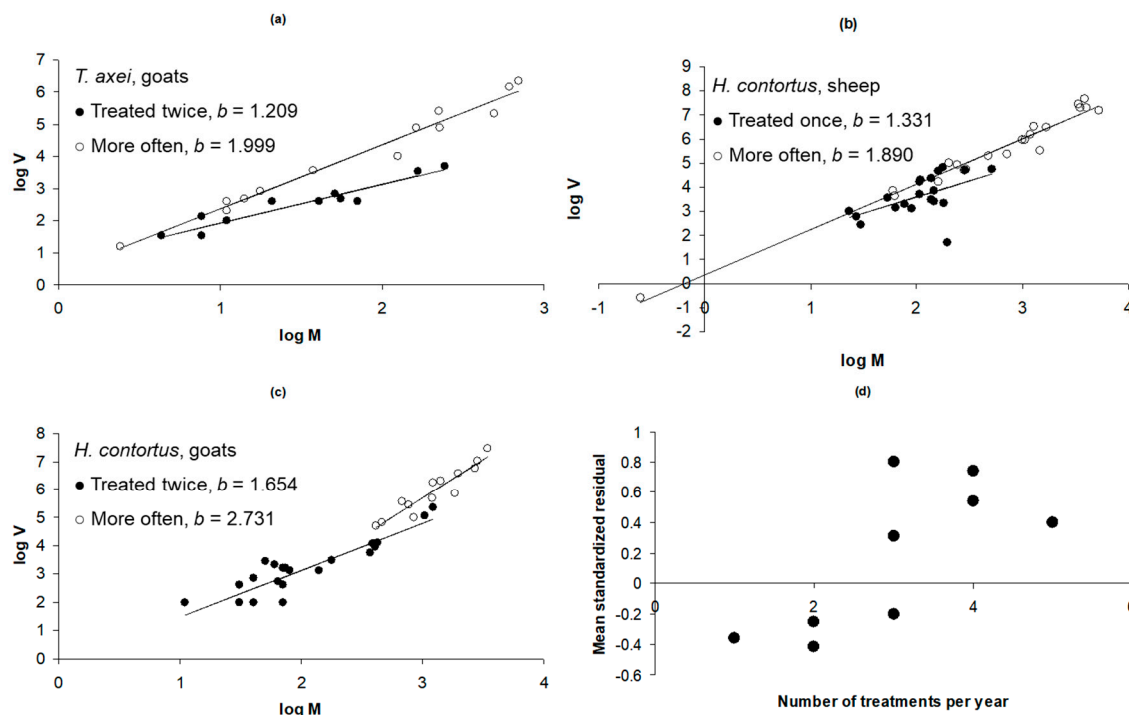 (a)
T. axei, goats
Treated twice, b = 1.209
More often, b = 1.999
log V
7
6
5
4
3
2
1
0
0 1 2 3
log M
(b)
H. contortus, sheep
Treated once, b = 1.331
More often, b = 1.890
log V
9
8
7
6
5
4
3
2
1
0
-1
-2
-1 0 1 2 3 4
log M
(c)
H. contortus, goats
Treated twice, b = 1.654
More often, b = 2.731
log V
8
7
6
5
4
3
2
1
0
0 1 2 3 4
log M
(d)
Mean standardized residual
1
0.8
0.6
0.4
0.2
0
-0.2
-0.4
-0.6
0 2 4 6
Number of treatments per year